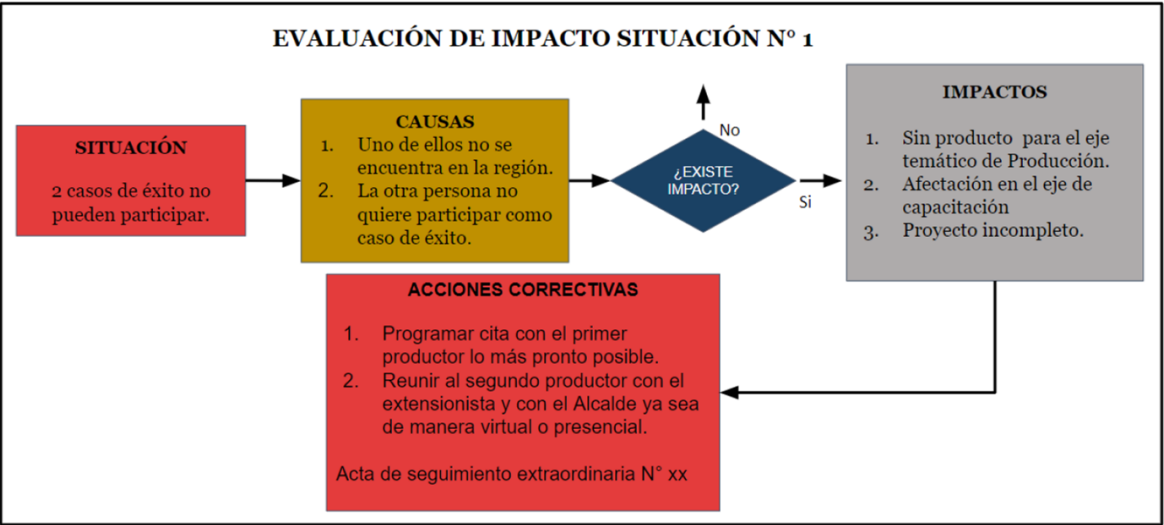 EVALUACIÓN DE IMPACTO SITUACIÓN N° 1
SITUACIÓN
2 casos de éxito no
pueden participar.
CAUSAS
1. Uno de ellos no se
encuentra en la región.
2. La otra persona no
quiere participar como
caso de éxito.
No
¿EXISTE
IMPACTO?
Si
IMPACTOS
1. Sin producto para el eje
temático de Producción.
2. Afectación en el eje de
capacitación
3. Proyecto incompleto.
ACCIONES CORRECTIVAS
1. Programar cita con el primer
productor lo más pronto posible.
2. Reunir al segundo productor con el
extensionista y con el Alcalde ya sea
de manera virtual o presencial.
Acta de seguimiento extraordinaria N° xx